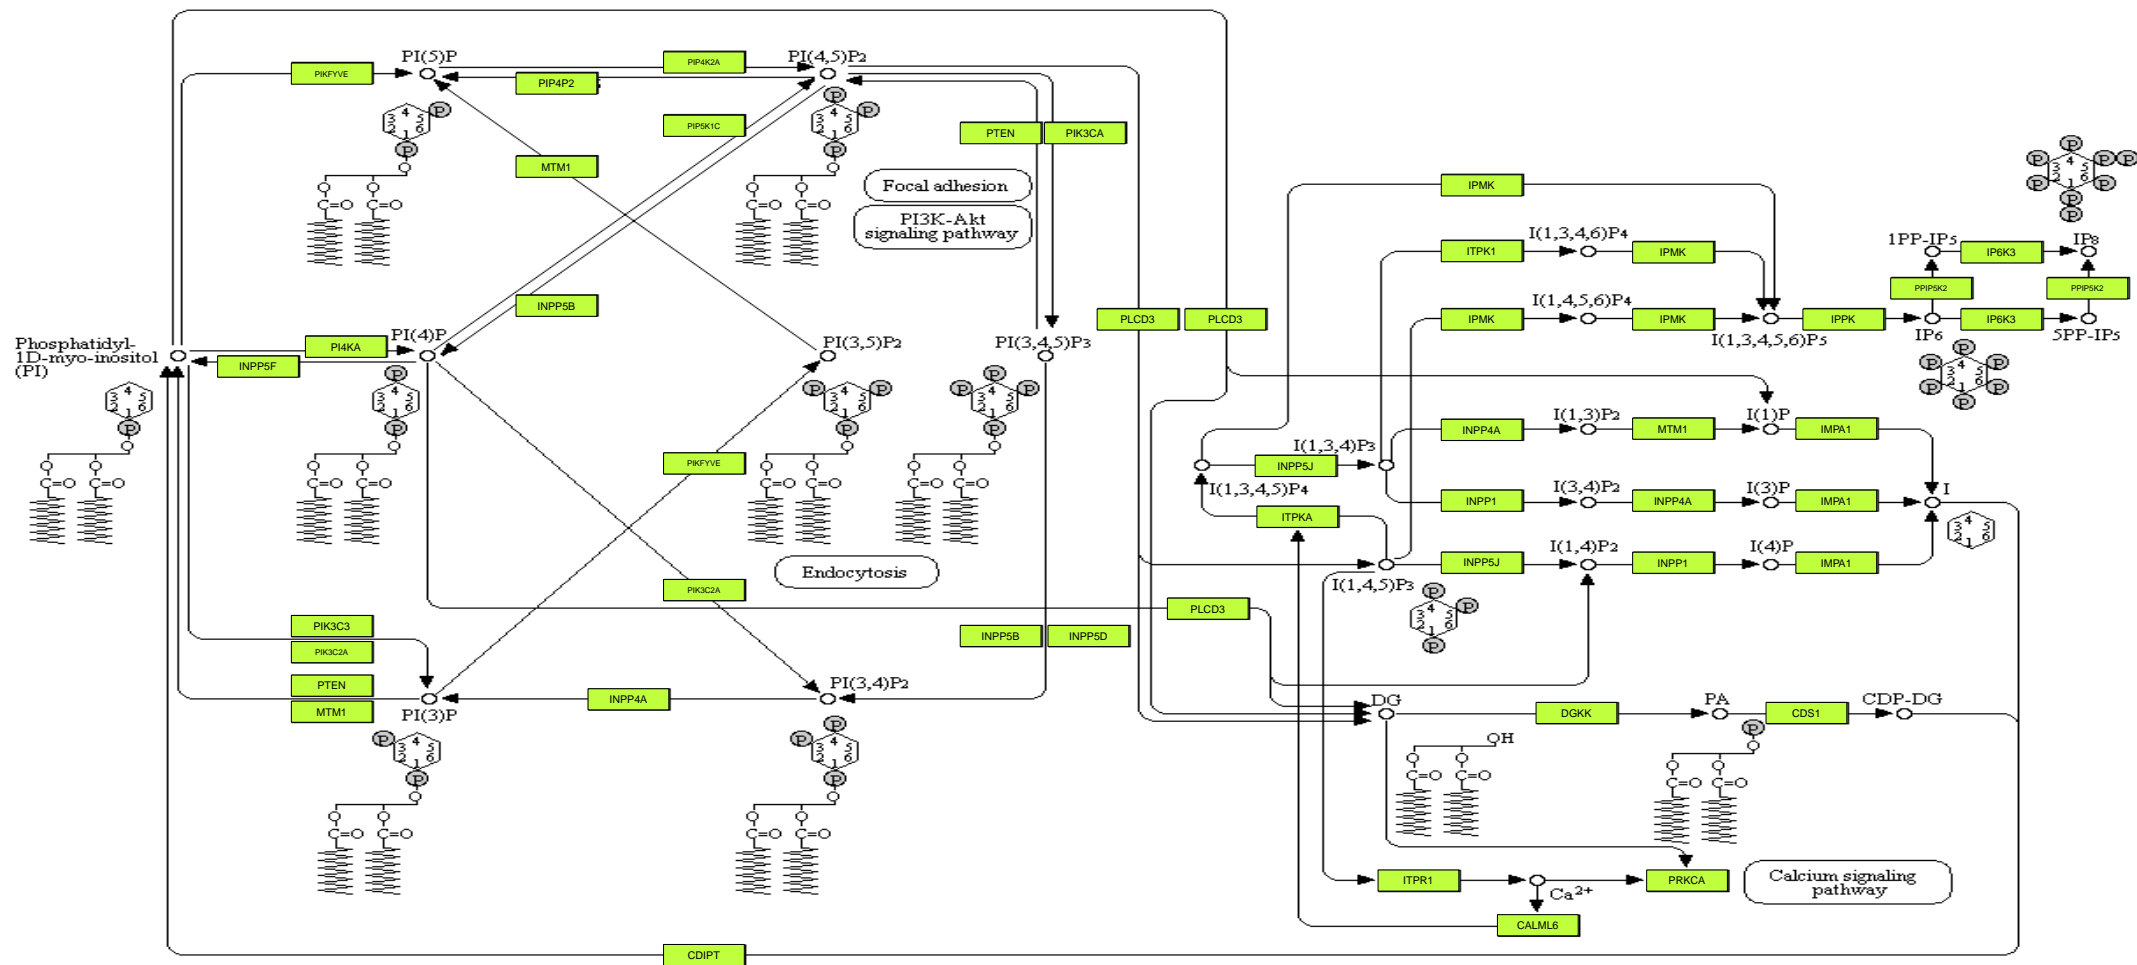 PI(5)P
PI(4,5)P2
PIKFYVE
PIP4K2A
PIP4P2
PIP5K1C
MTM1
PTEN
PIK3CA
Focal adhesion
PI3K-Akt
signaling pathway
INPP5B
Phosphatidyl-
1D-myo-inositol
(PI)
PI4KA
INPP5F
PI(4)P
PI(3,5)P2
PI(3,4,5)P3
PIKFYVE
Endocytosis
PIK3C2A
PIK3C3
PIK3C2A
PTEN
MTM1
PI(3)P
INPP4A
PI(3,4)P2
INPP5B
INPP5D
PLCD3
PLCD3
PLCD3
IPMK
ITPK1
I(1,3,4,6)P4
IPMK
IPMK
I(1,4,5,6)P4
IPMK
I(1,3,4,5,6)P5
IPPK
IP6
1PP-IP5
IP6K3
IP8
PPIP5K2
PPIP5K2
IP6K3
5PP-IP5
INPP4A
I(1,3)P2
MTM1
I(1)P
IMPA1
I(1,3,4)P3
INPP5J
I(1,3,4,5)P4
ITPKA
INPP1
I(3,4)P2
INPP4A
I(3)P
IMPA1
I
I(1,4,5)P3
INPP5J
I(1,4)P2
INPP1
I(4)P
IMPA1
DG
DGKK
PA
CDS1
CDP-DG
OH
ITPR1
Ca2+
PRKCA
CALML6
Calcium signaling
pathway
CDIPT